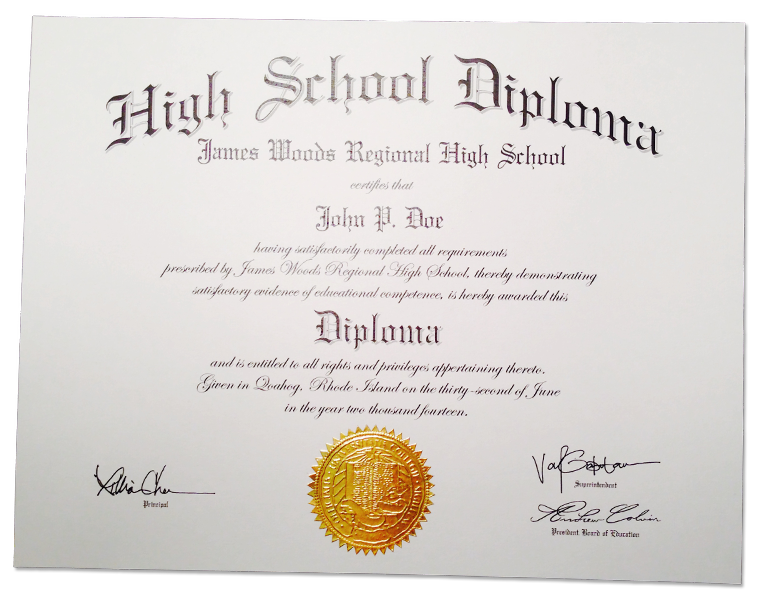 High School Diploma
James Woods Regional High School
certifies that
John P. Doe
having satisfactorily completed all requirements
prescribed by James Woods Regional High School, thereby demonstrating
satisfactory evidence of educational competence, is hereby awarded this
Diploma
and is entitled to all rights and privileges appertaining thereto.
Given in Qoahog, Rhode Island on the thirty-second of June
in the year two thousand fourteen.
Principal
Superintendent
Andrew Colvin
President Board of Education